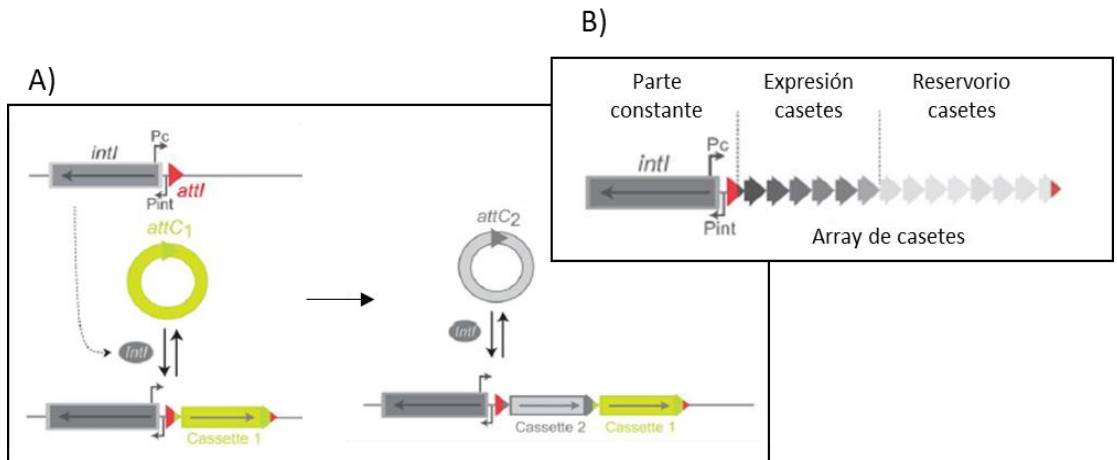 A)
intI
Pc
attI
Pint
attC1
IntI
Cassette 1
attC2
IntI
Cassette 2
Cassette 1
B)
Parte
constante
Expresión
casetes
Reservorio
casetes
intI
Pc
Pint
Array de casetes